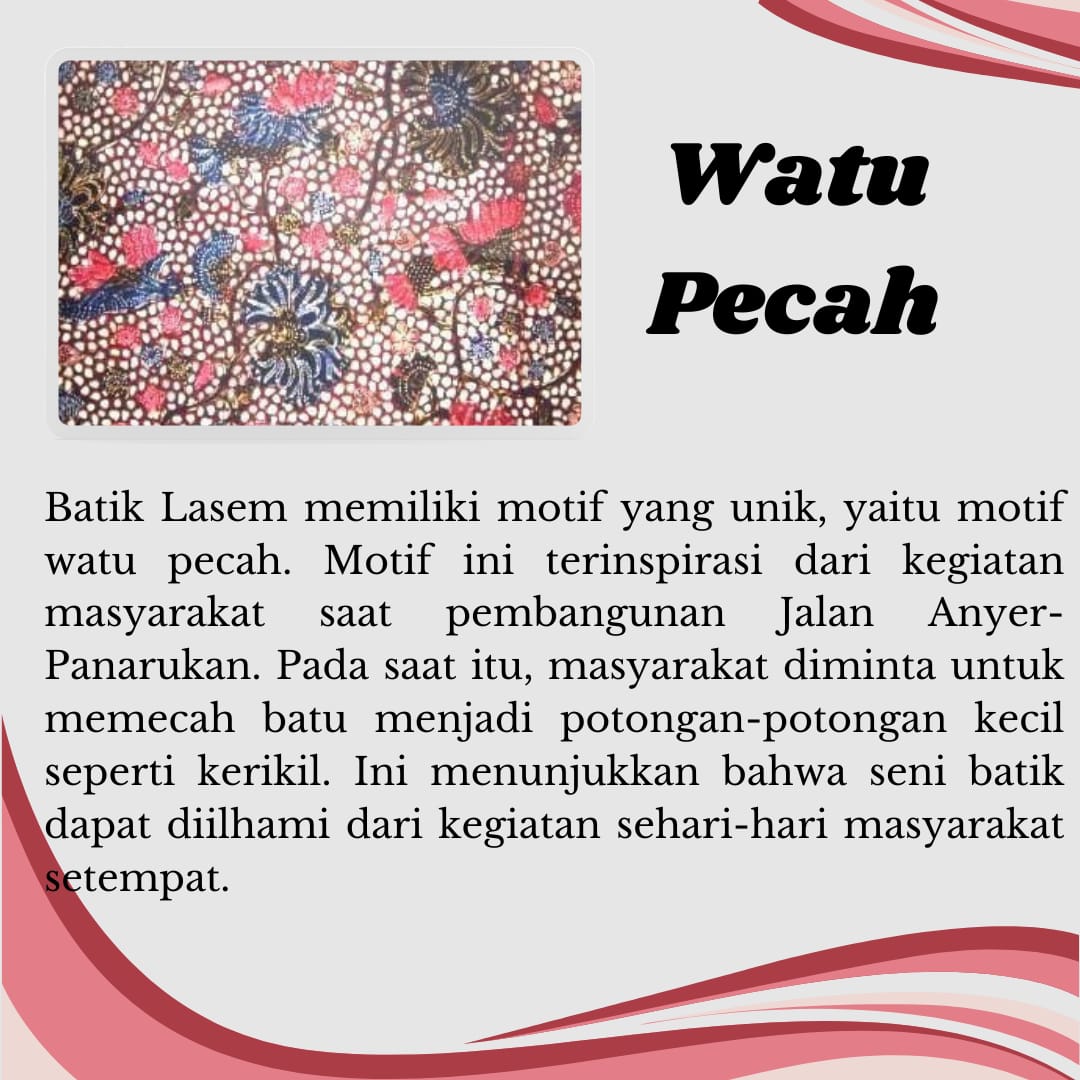 Watu
Pecah
Batik Lasem memiliki motif yang unik, yaitu motif
watu pecah. Motif ini terinspirasi dari kegiatan
masyarakat saat pembangunan Jalan Anyer-
Panarukan. Pada saat itu, masyarakat diminta untuk
memecah batu menjadi potongan-potongan kecil
seperti kerikil. Ini menunjukkan bahwa seni batik
dapat diilhami dari kegiatan sehari-hari masyarakat
setempat.